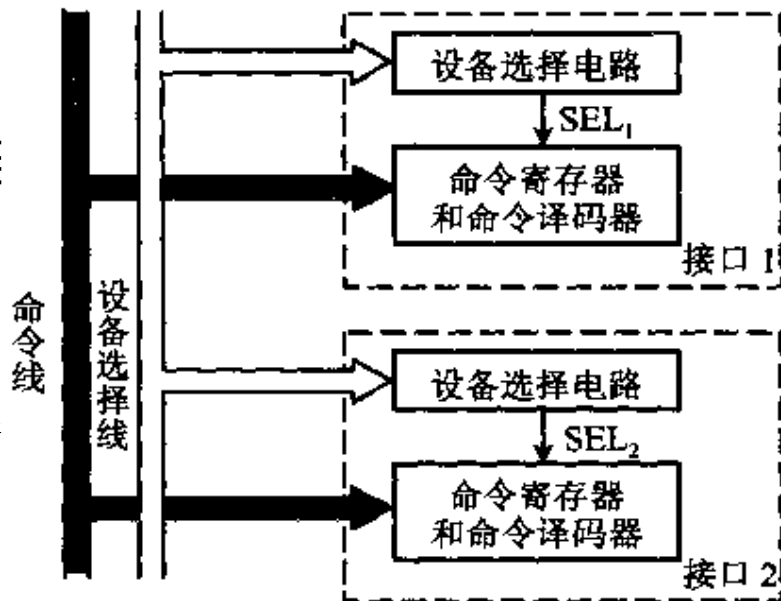 设备选择电路
SEL₁
命令寄存器
和命令译码器
接口 1
命令线
设备选择线
设备选择电路
SEL₂
命令寄存器
和命令译码器
接口 2